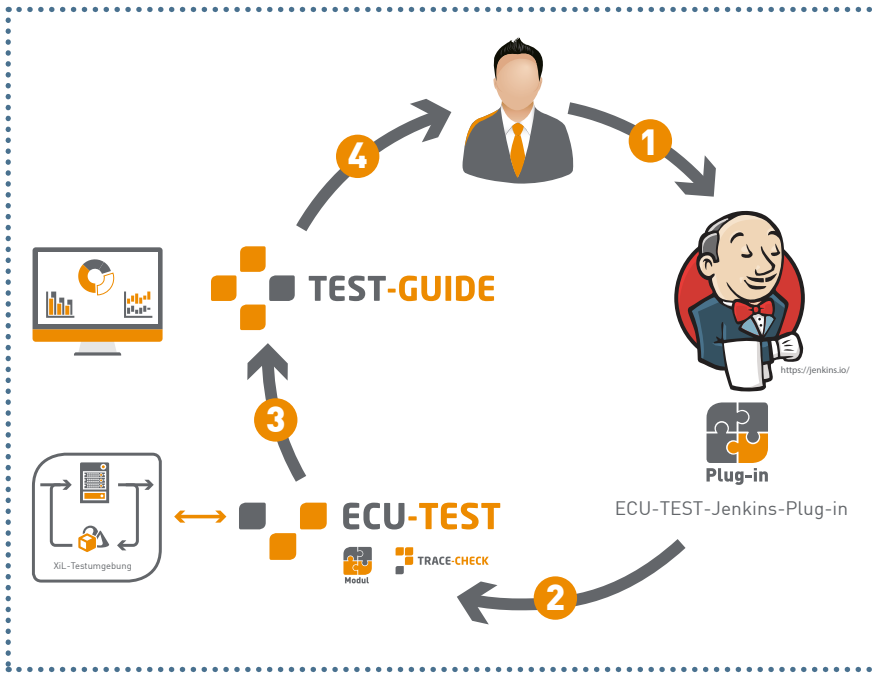 1
4
TEST-GUIDE
https://jenkins.io/
3
Plug-in
ECU-TEST-Jenkins-Plug-in
ECU-TEST
TRACE-CHECK
Modul
XiL-Testumgebung
2